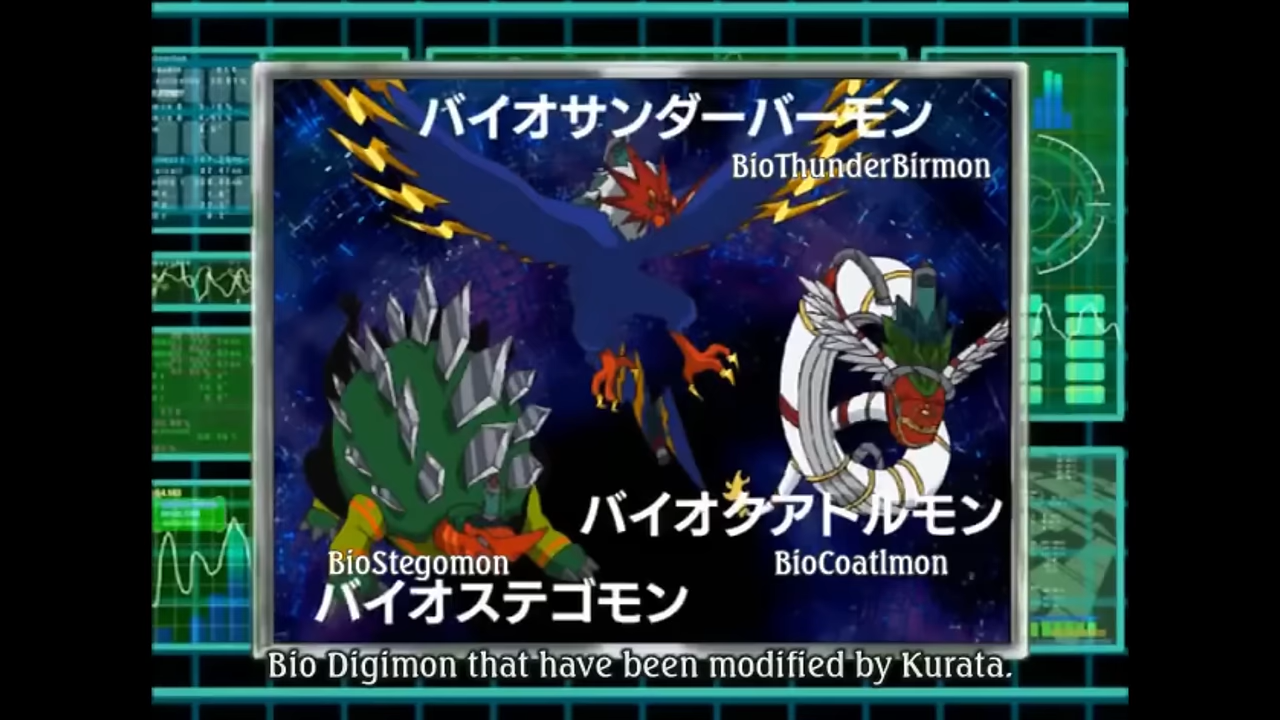 バイオサンダーバーモン
BioThunderBirmon
バイオクアトルモン
BioStegomon
BioCoatlmon
バイオステゴモン
Bio Digimon that have been modified by Kurata.